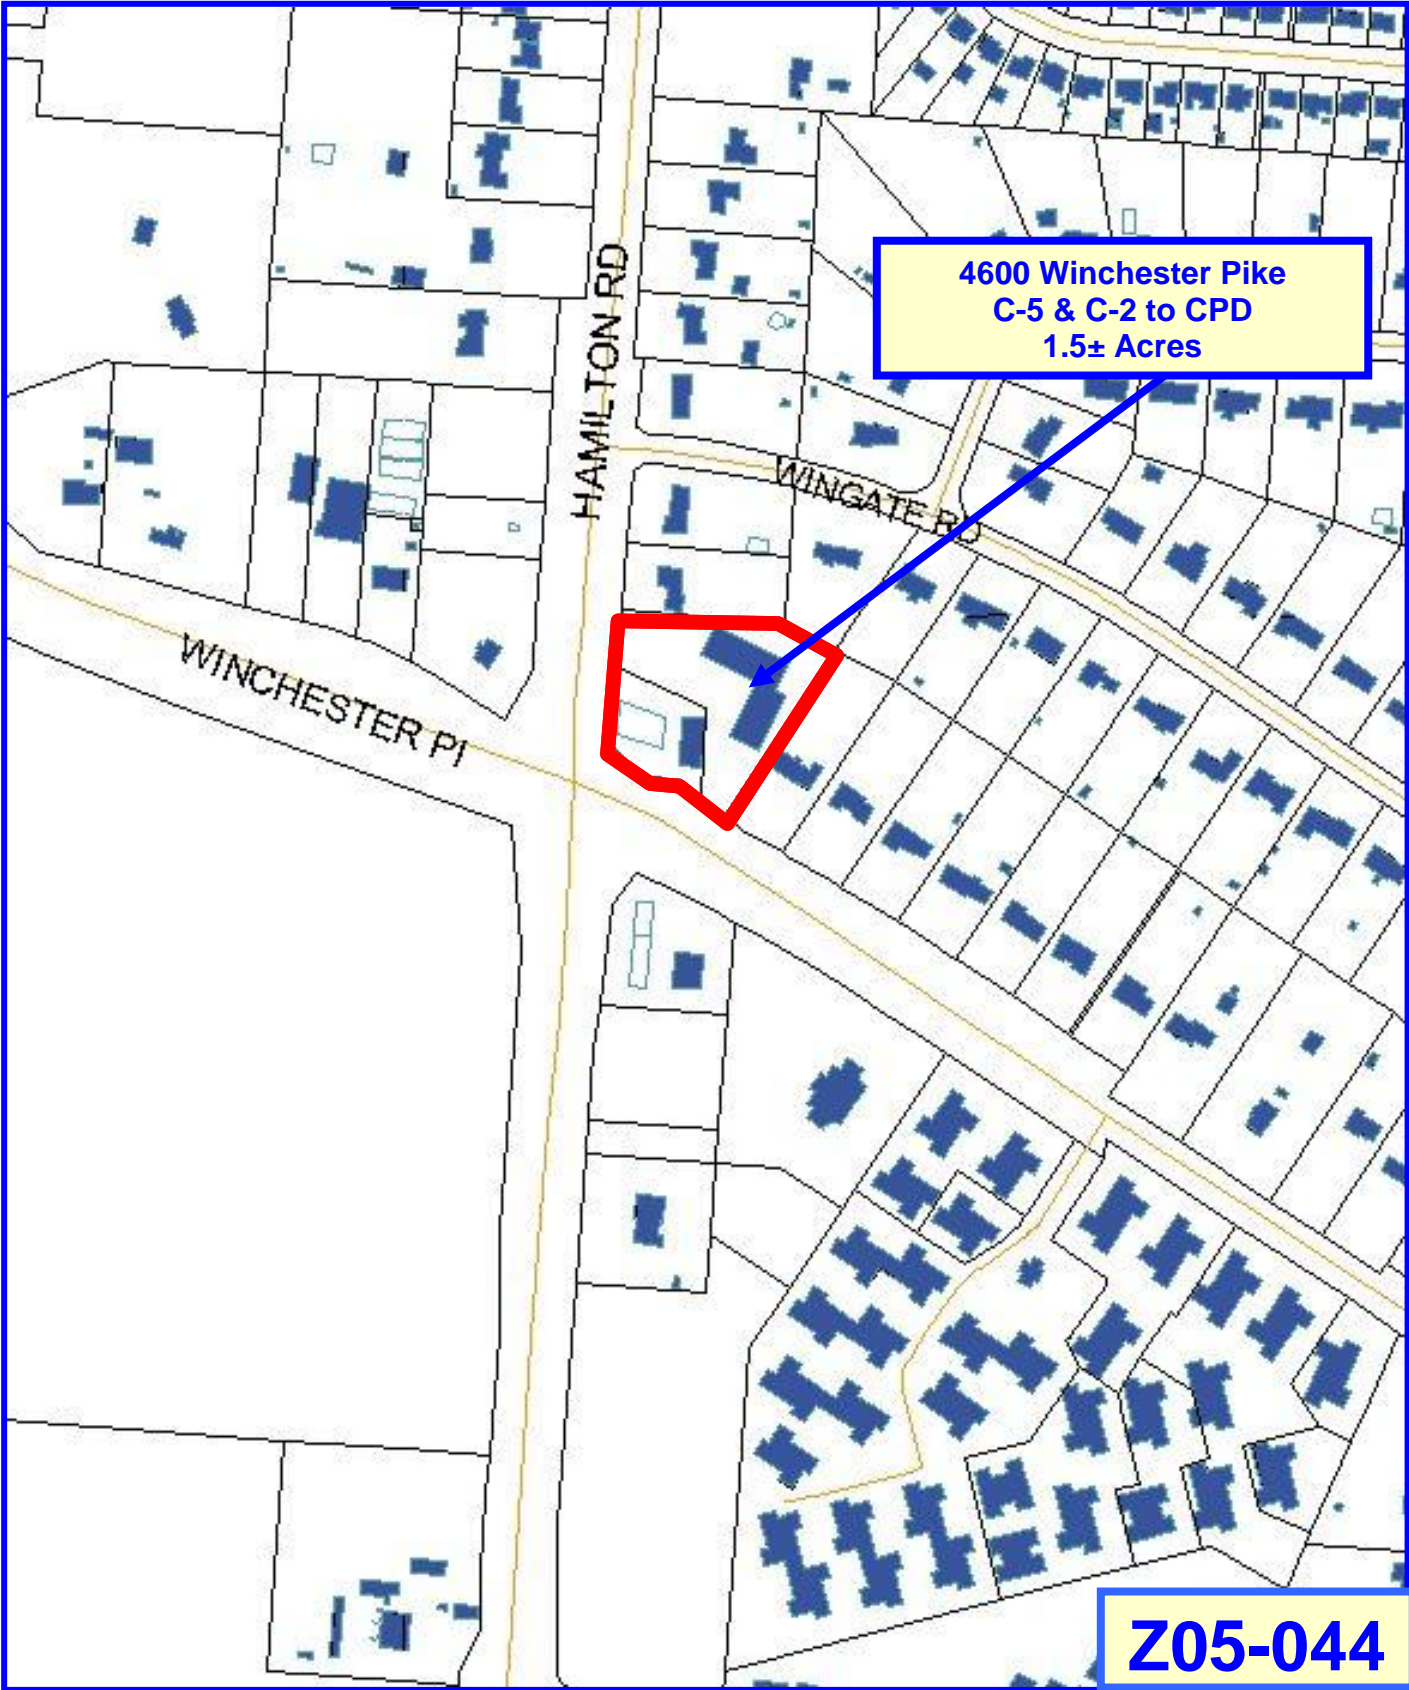 4600 Winchester Pike
C-5 & C-2 to CPD
1.5± Acres
HAMILTON RD
WINGATE RD
WINCHESTER PI
Z05-044